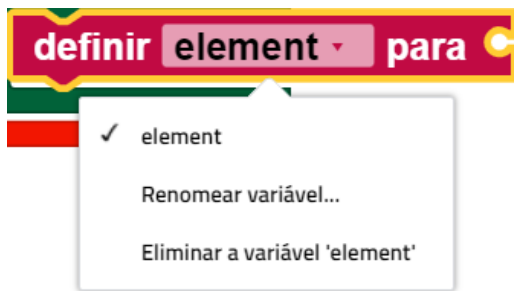 definir element para
element
Renomear variável...
Eliminar a variável 'element'